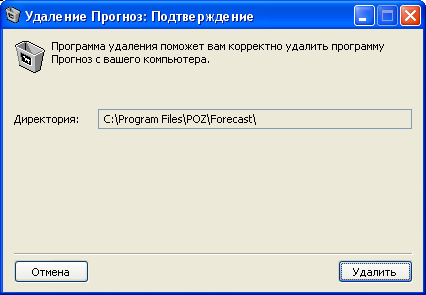 Удаление Прогноз: Подтверждение
Программа удаления поможет вам корректно удалить программу
Прогноз с вашего компьютера.
Директория: C:\Program Files\POZ\Forecast\
Отмена Удалить